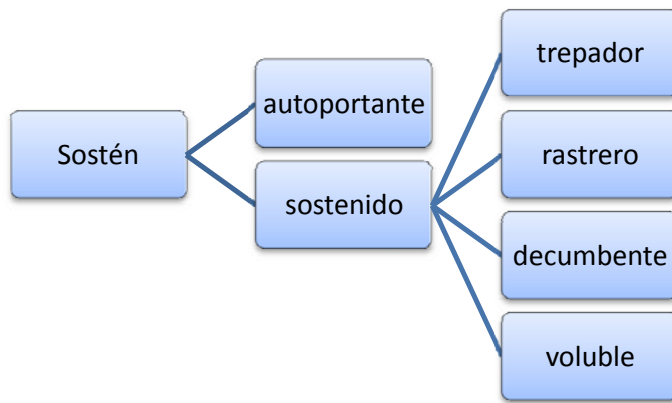 Sostén
autoportante
sostenido
trepador
rastrero
decumbente
voluble